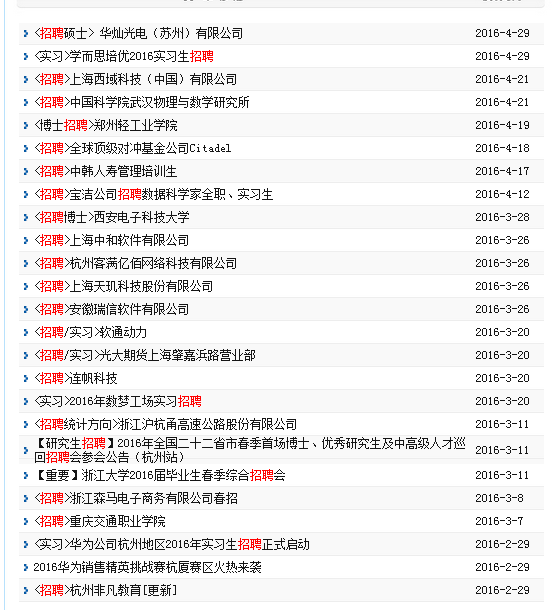 <招聘硕士> 华灿光电（苏州）有限公司 2016-4-29
<实习>学而思培优2016实习生招聘 2016-4-29
<招聘>上海西域科技（中国）有限公司 2016-4-21
<招聘>中国科学院武汉物理与数学研究所 2016-4-21
<博士招聘>郑州轻工业学院 2016-4-19
<招聘>全球顶级对冲基金公司Citadel 2016-4-18
<招聘>中韩人寿管理培训生 2016-4-17
<招聘>宝洁公司招聘数据科学家全职、实习生 2016-4-12
<招聘博士>西安电子科技大学 2016-3-28
<招聘>上海中和软件有限公司 2016-3-26
<招聘>杭州客满亿佰网络科技有限公司 2016-3-26
<招聘>上海天玑科技股份有限公司 2016-3-26
<招聘>安徽瑞信软件有限公司 2016-3-26
<招聘/实习>软通动力 2016-3-20
<招聘/实习>光大期货上海肇嘉浜路营业部 2016-3-20
<招聘>连帆科技 2016-3-20
<实习>2016年数梦工场实习招聘 2016-3-20
<招聘统计方向>浙江沪杭甬高速公路股份有限公司 2016-3-11
【研究生招聘】2016年全国二十二省市春季首场博士、优秀研究生及中高级人才巡
回招聘会参会公告（杭州站） 2016-3-11
【重要】浙江大学2016届毕业生春季综合招聘会 2016-3-11
<招聘>浙江森马电子商务有限公司春招 2016-3-8
<招聘>重庆交通职业学院 2016-3-7
<实习>华为公司杭州地区2016年实习生招聘正式启动 2016-2-29
2016华为销售精英挑战赛杭厦赛区火热来袭 2016-2-29
<招聘>杭州非凡教育[更新] 2016-2-29